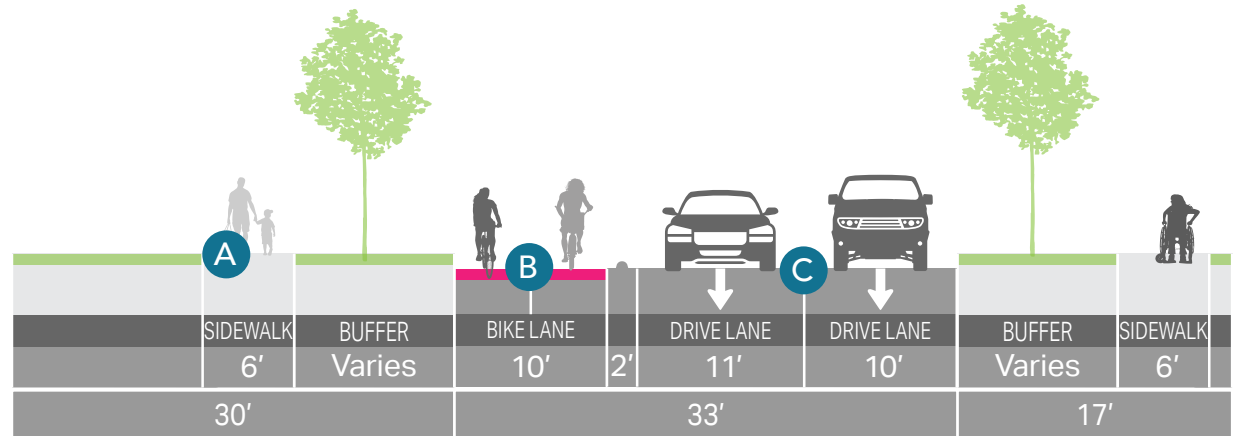 A
B
C
SIDEWALK BUFFER BIKE LANE DRIVE LANE DRIVE LANE BUFFER SIDEWALK
6′ Varies 10′ 2′ 11′ 10′ Varies 6′
30′ 33′ 17′